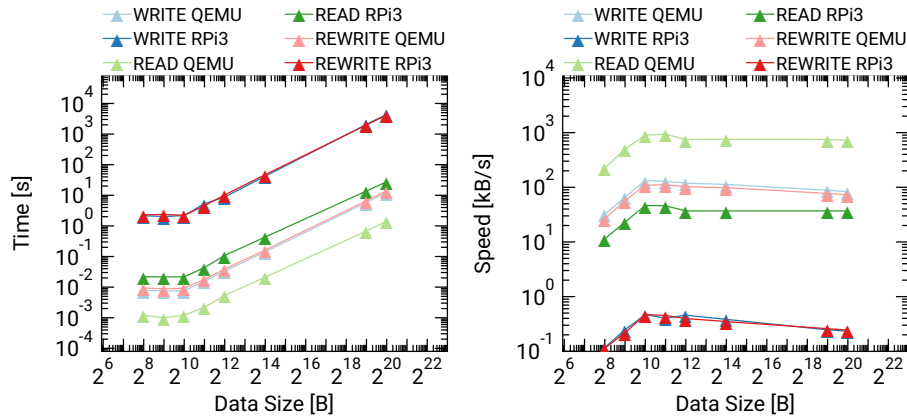 WRITE QEMU READ RPi3
WRITE RPi3 REWRITE QEMU
READ QEMU REWRITE RPi3
10^4
10^3
10^2
10^1
10^0
10^-1
10^-2
10^-3
10^-4
Time [s]
2^6 2^8 2^10 2^12 2^14 2^16 2^18 2^20 2^22
Data Size [B]
WRITE QEMU READ RPi3
WRITE RPi3 REWRITE QEMU
READ QEMU REWRITE RPi3
10^4
10^3
10^2
10^1
10^0
10^-1
Speed [kB/s]
2^6 2^8 2^10 2^12 2^14 2^16 2^18 2^20 2^22
Data Size [B]